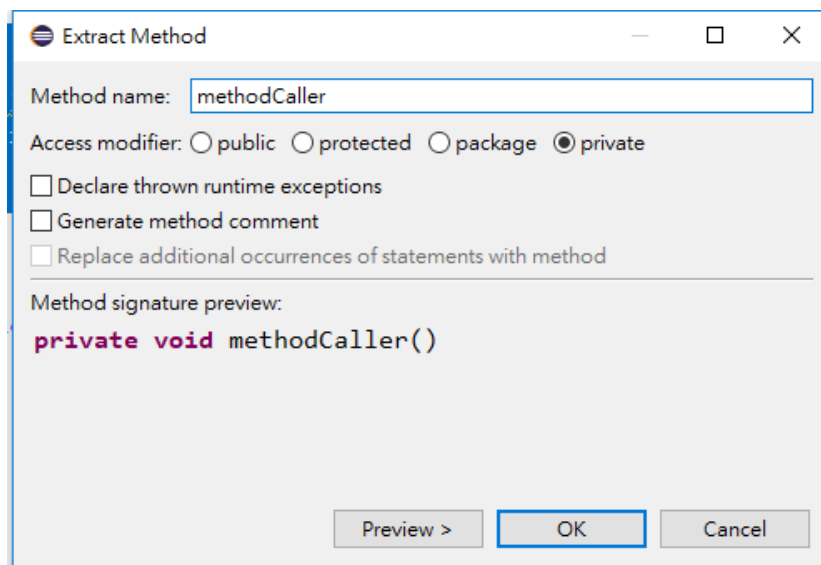 Extract Method
Method name: methodCaller
Access modifier: public protected package private
Declare thrown runtime exceptions
Generate method comment
Replace additional occurrences of statements with method
Method signature preview:
private void methodCaller()
Preview > OK Cancel